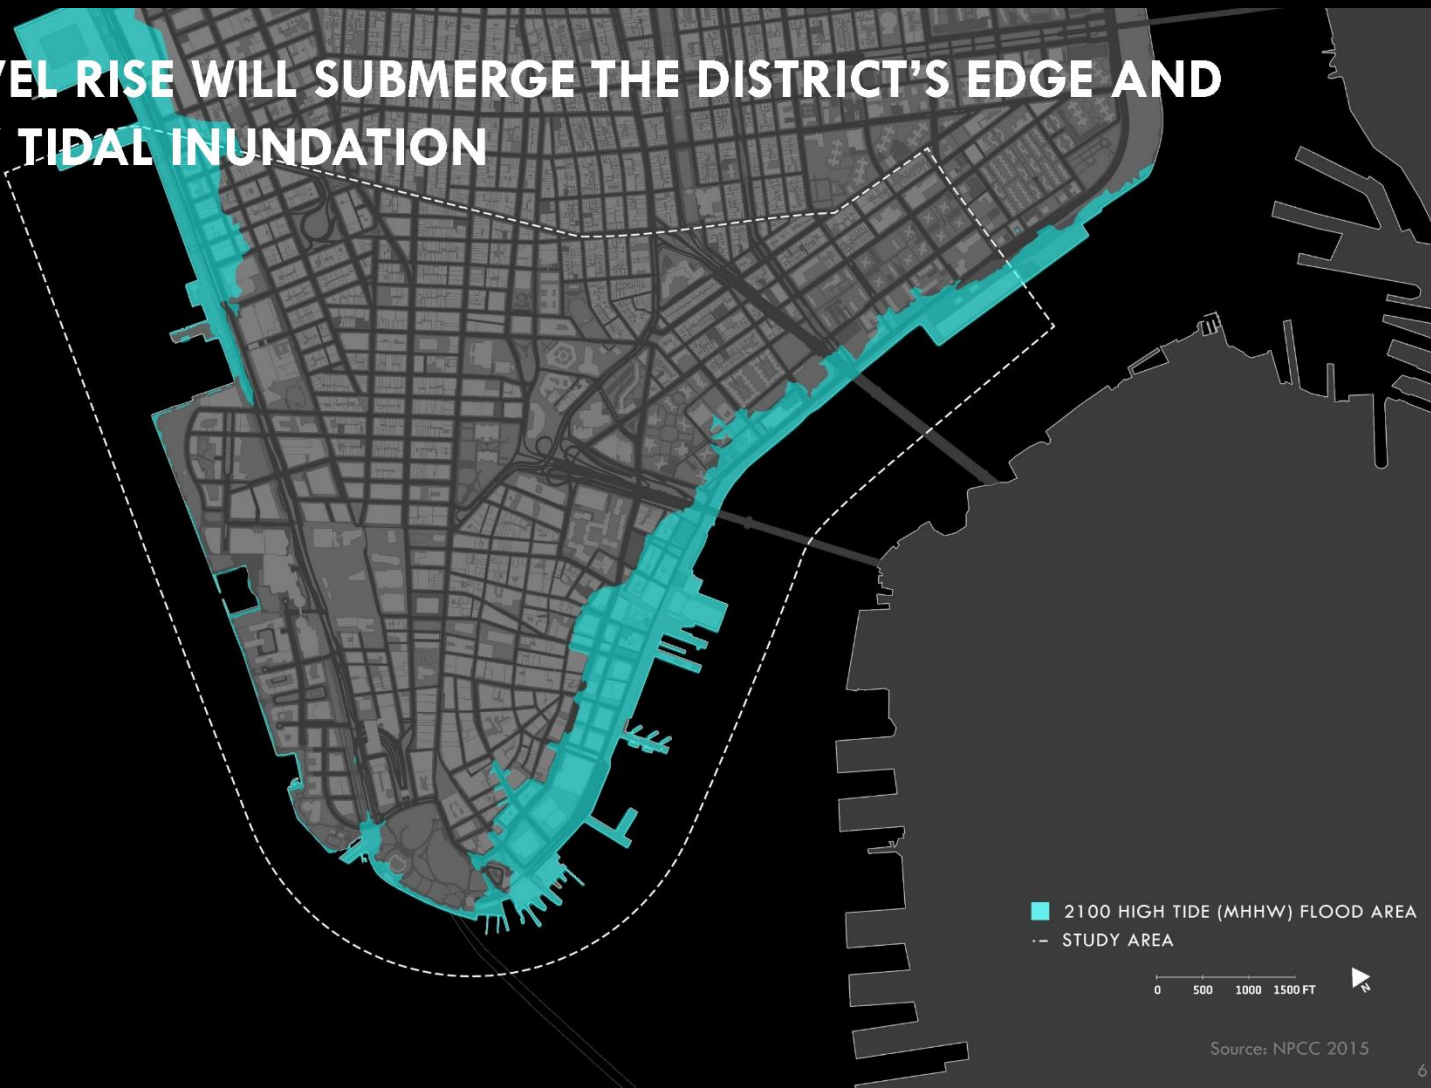 VEL RISE WILL SUBMERGE THE DISTRICT’S EDGE AND
TIDAL INUNDATION
2100 HIGH TIDE (MHHW) FLOOD AREA
STUDY AREA
0 500 1000 1500 FT
N
Source: NPCC 2015
6